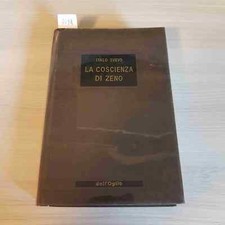 ITALO SVEVO
LA COSCIENZA
DI ZENO
dall'Oglio